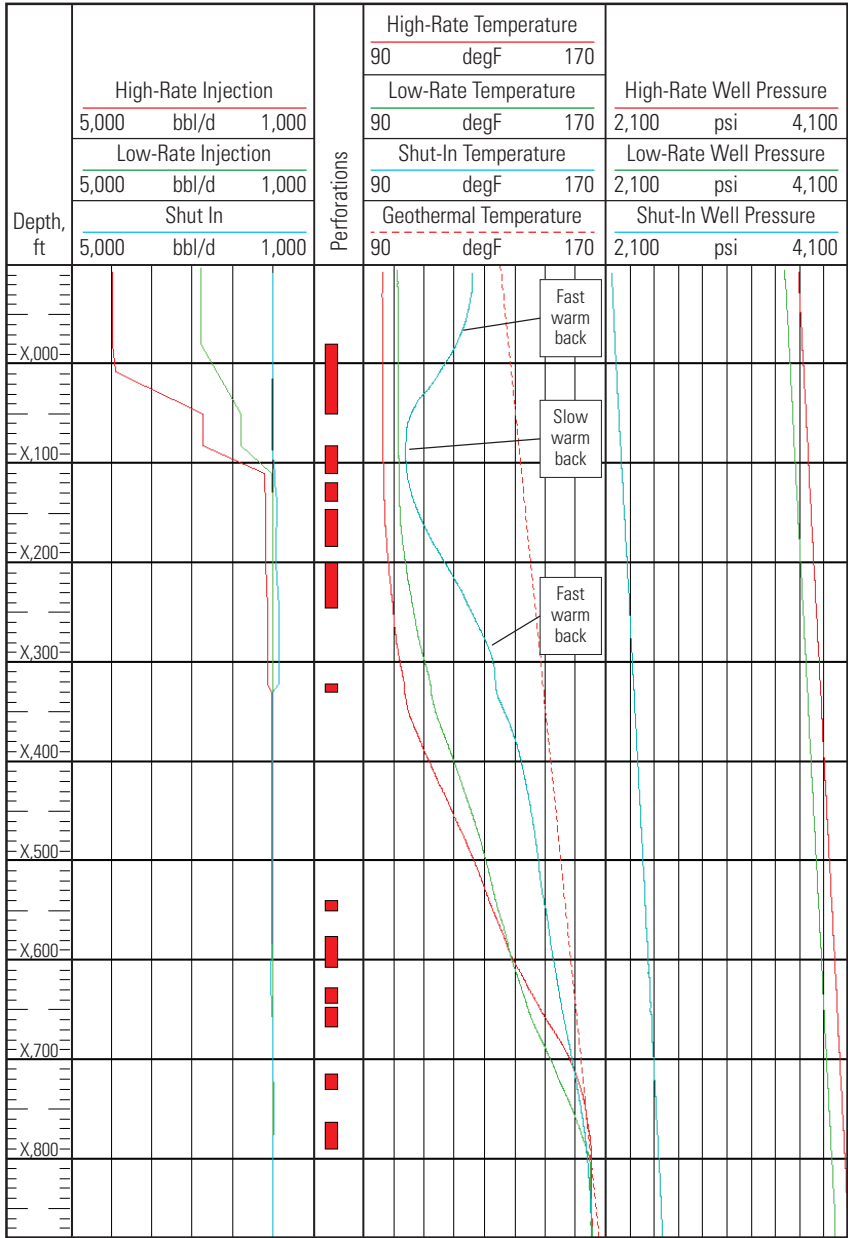 High-Rate Temperature
90 degF 170
High-Rate Injection
5,000 bbl/d 1,000
Low-Rate Temperature
90 degF 170
High-Rate Well Pressure
2,100 psi 4,100
Low-Rate Injection
5,000 bbl/d 1,000
Shut-In Temperature
90 degF 170
Low-Rate Well Pressure
2,100 psi 4,100
Depth,
ft
Shut In
5,000 bbl/d 1,000
Perforations
Geothermal Temperature
90 degF 170
Shut-In Well Pressure
2,100 psi 4,100
Fast
warm
back
X,000
Slow
warm
back
X,100
X,200
Fast
warm
back
X,300
X,400
X,500
X,600
X,700
X,800